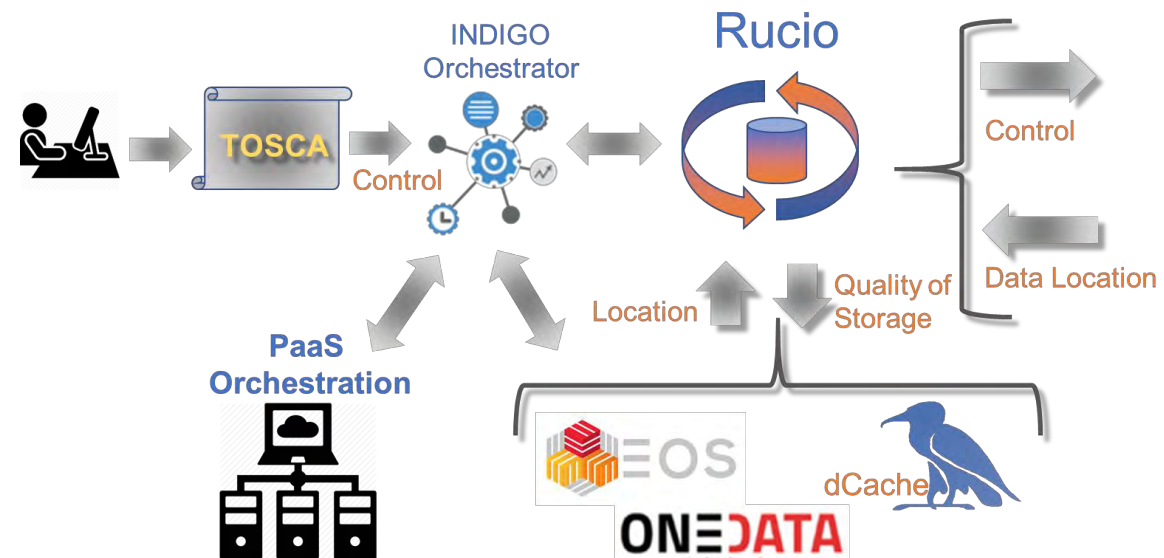 INDIGO
Orchestrator
Rucio
TOSCA
Control
Control
Data Location
Location
Quality of
Storage
PaaS
Orchestration
EOS
dCache
ONEDATA